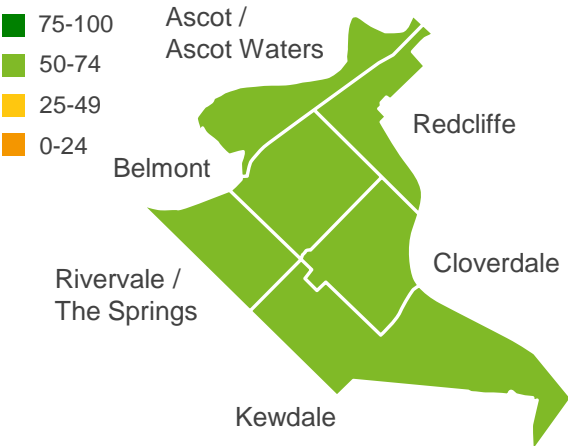 75-100
50-74
25-49
0-24
Ascot /
Ascot Waters
Redcliffe
Belmont
Cloverdale
Rivervale /
The Springs
Kewdale